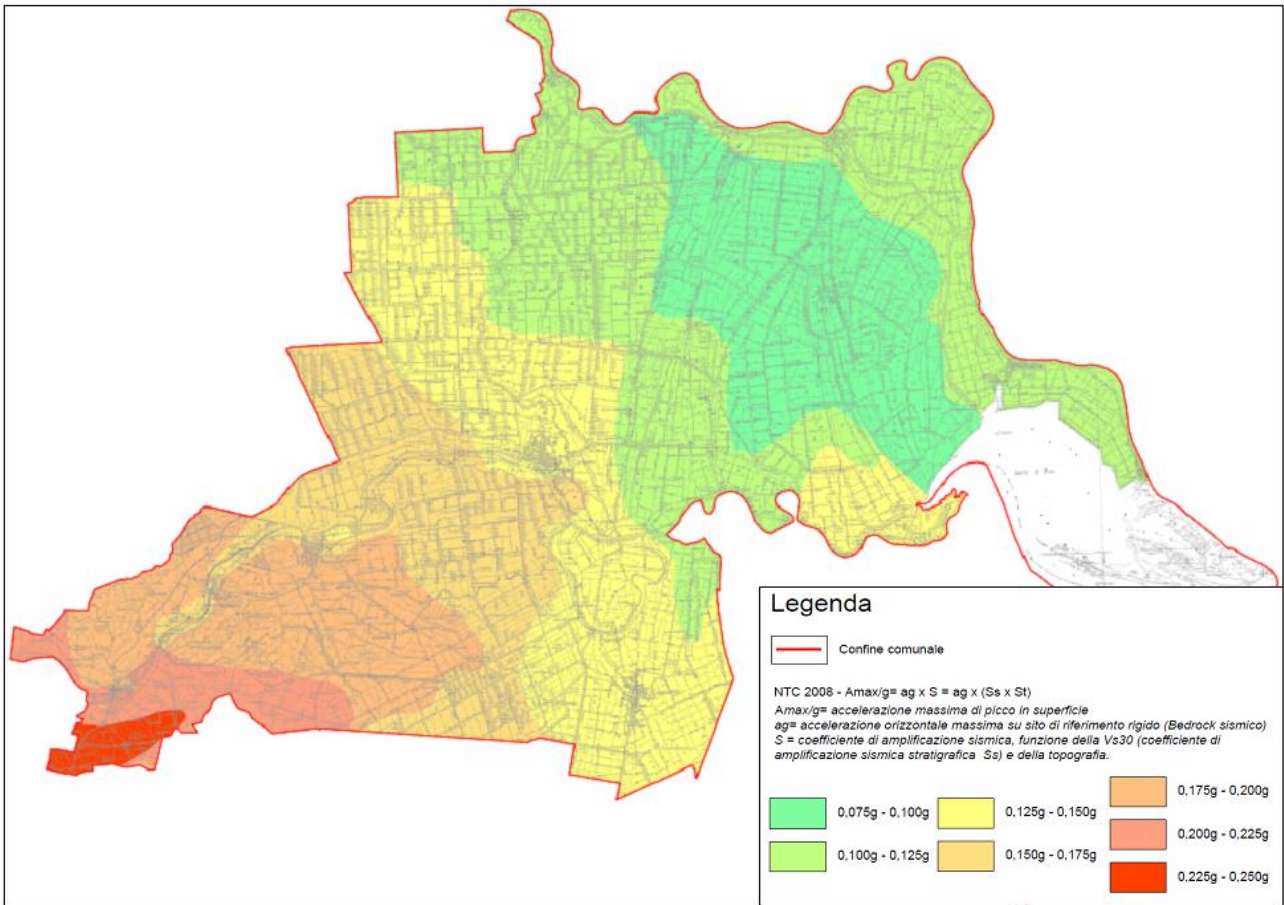 Legenda
Confine comunale
NTC 2008 - Amax/g= ag x S = ag x (Ss x St)
Amax/g= accelerazione massima di picco in superficie
ag= accelerazione orizzontale massima su sito di riferimento rigido (Bedrock sismico)
S = coefficiente di amplificazione sismica, funzione della Vs30 (coefficiente di
amplificazione sismica stratigrafica Ss) e della topografia.
0,075g - 0,100g
0,100g - 0,125g
0,125g - 0,150g
0,150g - 0,175g
0,175g - 0,200g
0,200g - 0,225g
0,225g - 0,250g